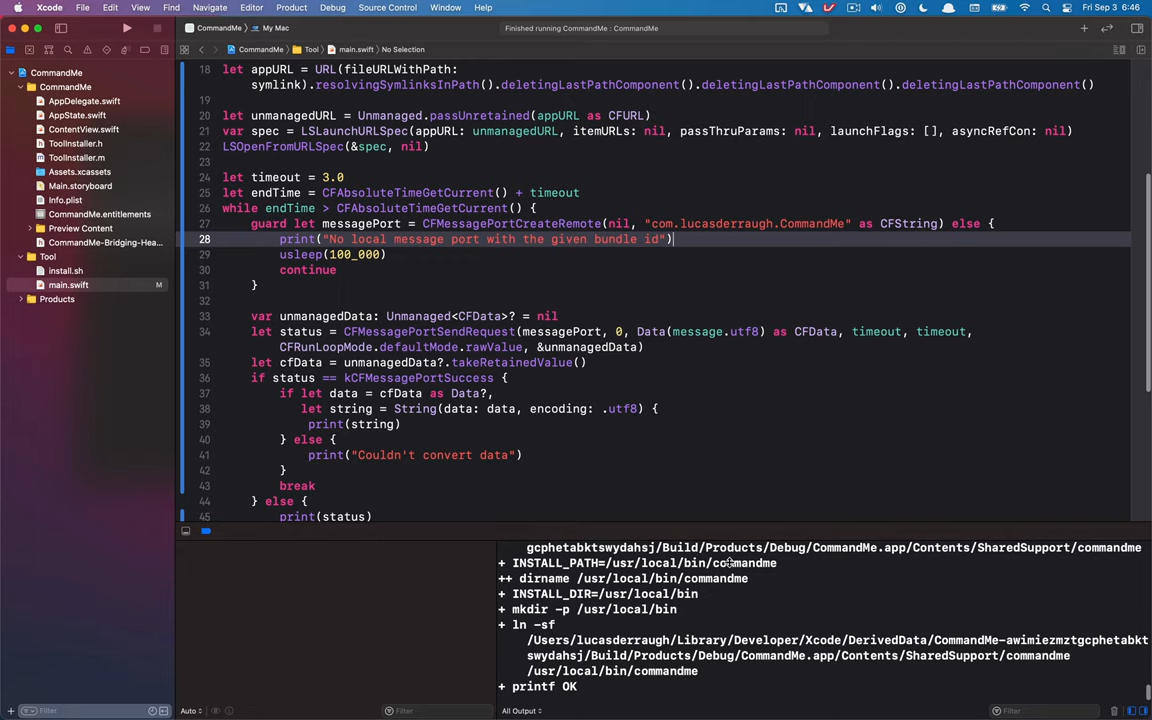 Xcode File Edit View Find Navigate Editor Product Debug Source Control Window Help Fri Sep 3 6:46
CommandMe My Mac Finished running CommandMe : CommandMe
CommandMe Tool main.swift No Selection
CommandMe
CommandMe
AppDelegate.swift
AppState.swift
ContentView.swift
ToolInstaller.h
ToolInstaller.m
Assets.xcassets
Main.storyboard
Info.plist
CommandMe.entitlements
Preview Content
CommandMe-Bridging-Hea...
Tool
install.sh
main.swift M
Products
18 let appURL = URL(fileURLWithPath:
symlink).resolvingSymlinksInPath().deletingLastPathComponent().deletingLastPathComponent().deletingLastPathComponent()
19
20 let unmanagedURL = Unmanaged.passUnretained(appURL as CFURL)
21 var spec = LSLaunchURLSpec(appURL: unmanagedURL, itemURLs: nil, passThruParams: nil, launchFlags: [], asyncRefCon: nil)
22 LSOpenFromURLSpec(&spec, nil)
23
24 let timeout = 3.0
25 let endTime = CFAbsoluteTimeGetCurrent() + timeout
26 while endTime > CFAbsoluteTimeGetCurrent() {
27 guard let messagePort = CFMessagePortCreateRemote(nil, "com.lucasderraugh.CommandMe" as CFString) else {
28 print("No local message port with the given bundle id")
29 usleep(100_000)
30 continue
31 }
32
33 var unmanagedData: Unmanaged<CFData>? = nil
34 let status = CFMessagePortSendRequest(messagePort, 0, Data(message.utf8) as CFData, timeout, timeout,
CFRunLoopMode.defaultMode.rawValue, &unmanagedData)
35 let cfData = unmanagedData?.takeRetainedValue()
36 if status == kCFMessagePortSuccess {
37 if let data = cfData as Data?,
38 let string = String(data: data, encoding: .utf8) {
39 print(string)
40 } else {
41 print("Couldn't convert data")
42 }
43 break
44 } else {
45 print(status)
gcphetabktswydahsj/Build/Products/Debug/CommandMe.app/Contents/SharedSupport/commandme
+ INSTALL_PATH=/usr/local/bin/commandme
++ dirname /usr/local/bin/commandme
+ INSTALL_DIR=/usr/local/bin
+ mkdir -p /usr/local/bin
+ ln -sf
/Users/lucasderraugh/Library/Developer/Xcode/DerivedData/CommandMe-awimiezmztgcphetabkt
swydahsj/Build/Products/Debug/CommandMe.app/Contents/SharedSupport/commandme
/usr/local/bin/commandme
+ printf OK
Filter Auto Filter All Output Filter